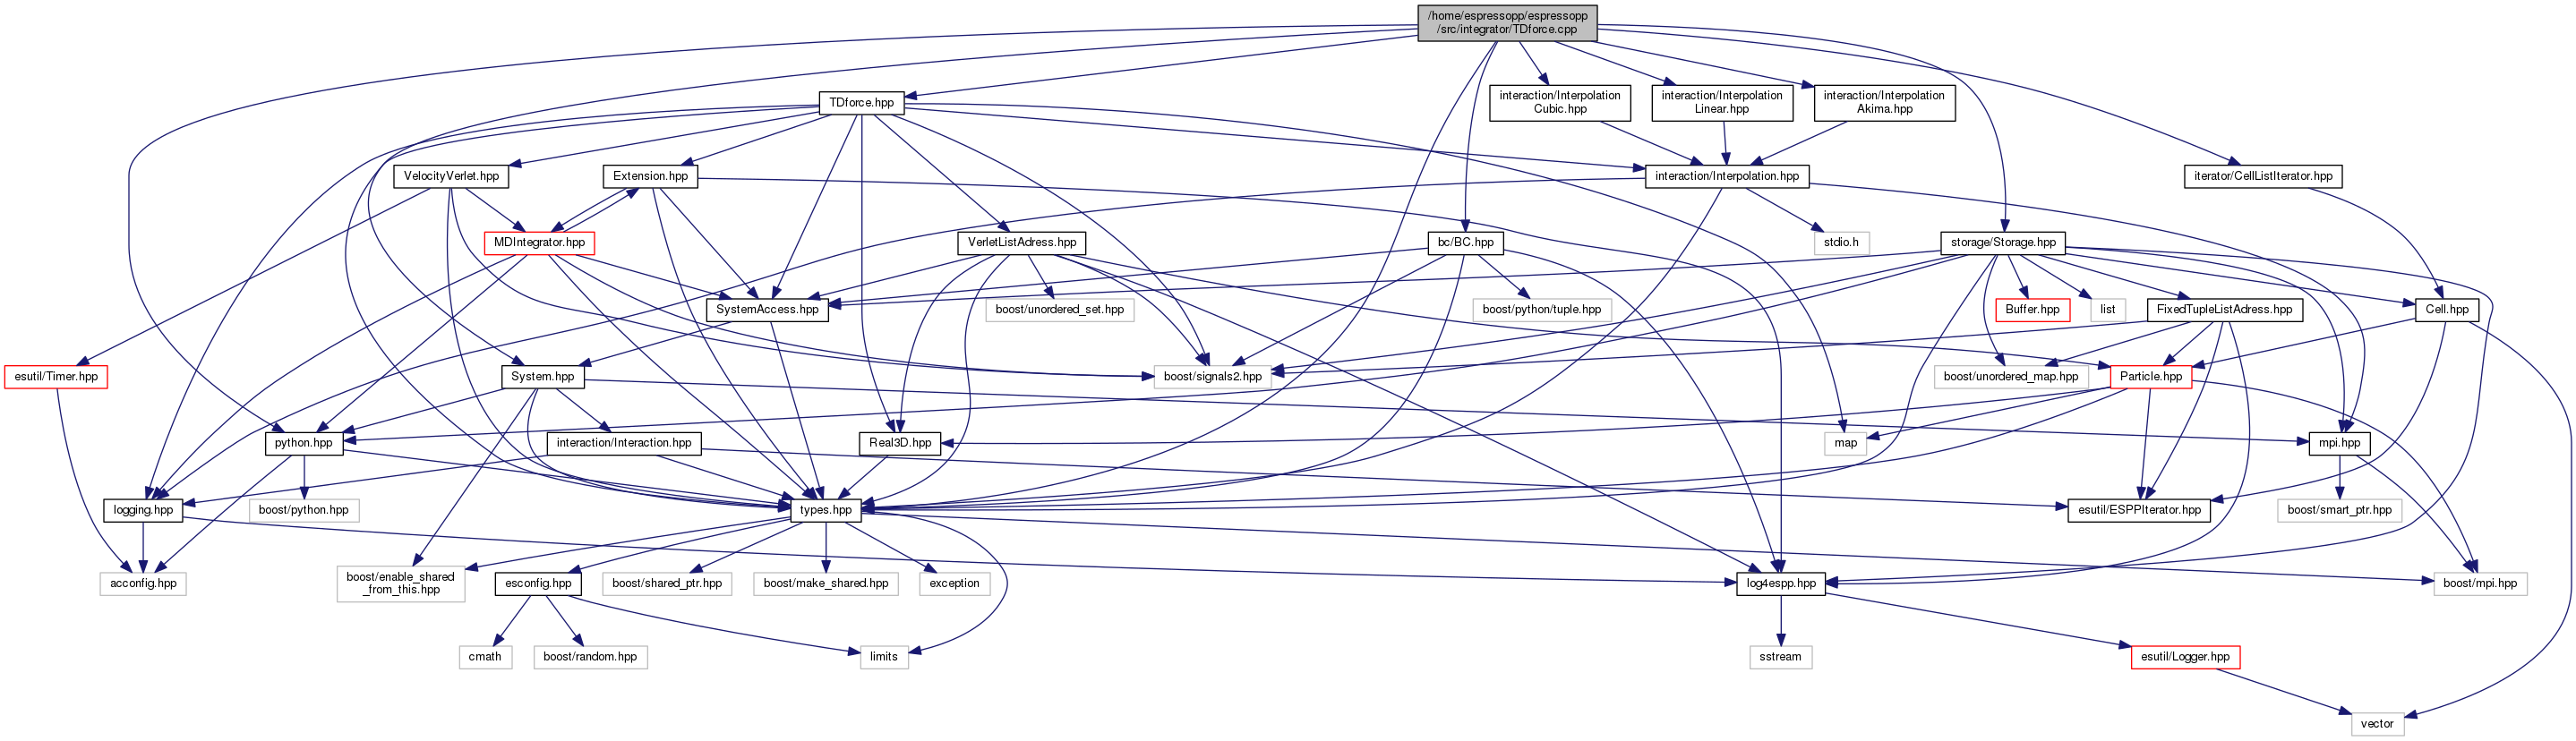 /home/espressopp/espressopp
/src/integrator/TDforce.cpp
TDforce.hpp
interaction/Interpolation
Cubic.hpp
interaction/Interpolation
Linear.hpp
interaction/Interpolation
Akima.hpp
VelocityVerlet.hpp
Extension.hpp
interaction/Interpolation.hpp
iterator/CellListIterator.hpp
MDIntegrator.hpp
VerletListAdress.hpp
bc/BC.hpp
stdio.h
storage/Storage.hpp
SystemAccess.hpp
boost/unordered_set.hpp
boost/python/tuple.hpp
Buffer.hpp
list
FixedTupleListAdress.hpp
Cell.hpp
esutil/Timer.hpp
System.hpp
boost/signals2.hpp
boost/unordered_map.hpp
Particle.hpp
python.hpp
interaction/Interaction.hpp
Real3D.hpp
map
mpi.hpp
logging.hpp
boost/python.hpp
types.hpp
esutil/ESPPIterator.hpp
boost/smart_ptr.hpp
acconfig.hpp
boost/enable_shared
_from_this.hpp
esconfig.hpp
boost/shared_ptr.hpp
boost/make_shared.hpp
exception
log4espp.hpp
boost/mpi.hpp
cmath
boost/random.hpp
limits
sstream
esutil/Logger.hpp
vector